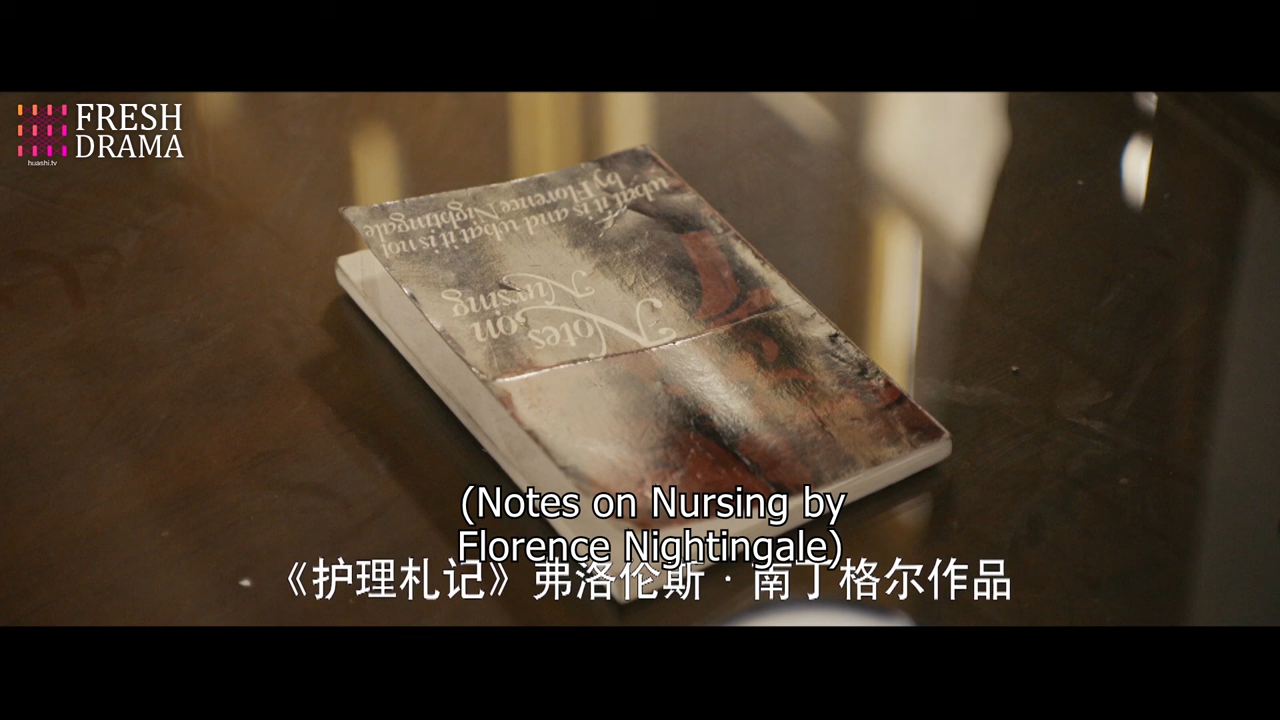 FRESH
DRAMA
huashi.tv
Notes
on
Nursing
what it is and what it is not
by Florence Nightingale
(Notes on Nursing by
Florence Nightingale)
《护理札记》弗洛伦斯·南丁格尔作品